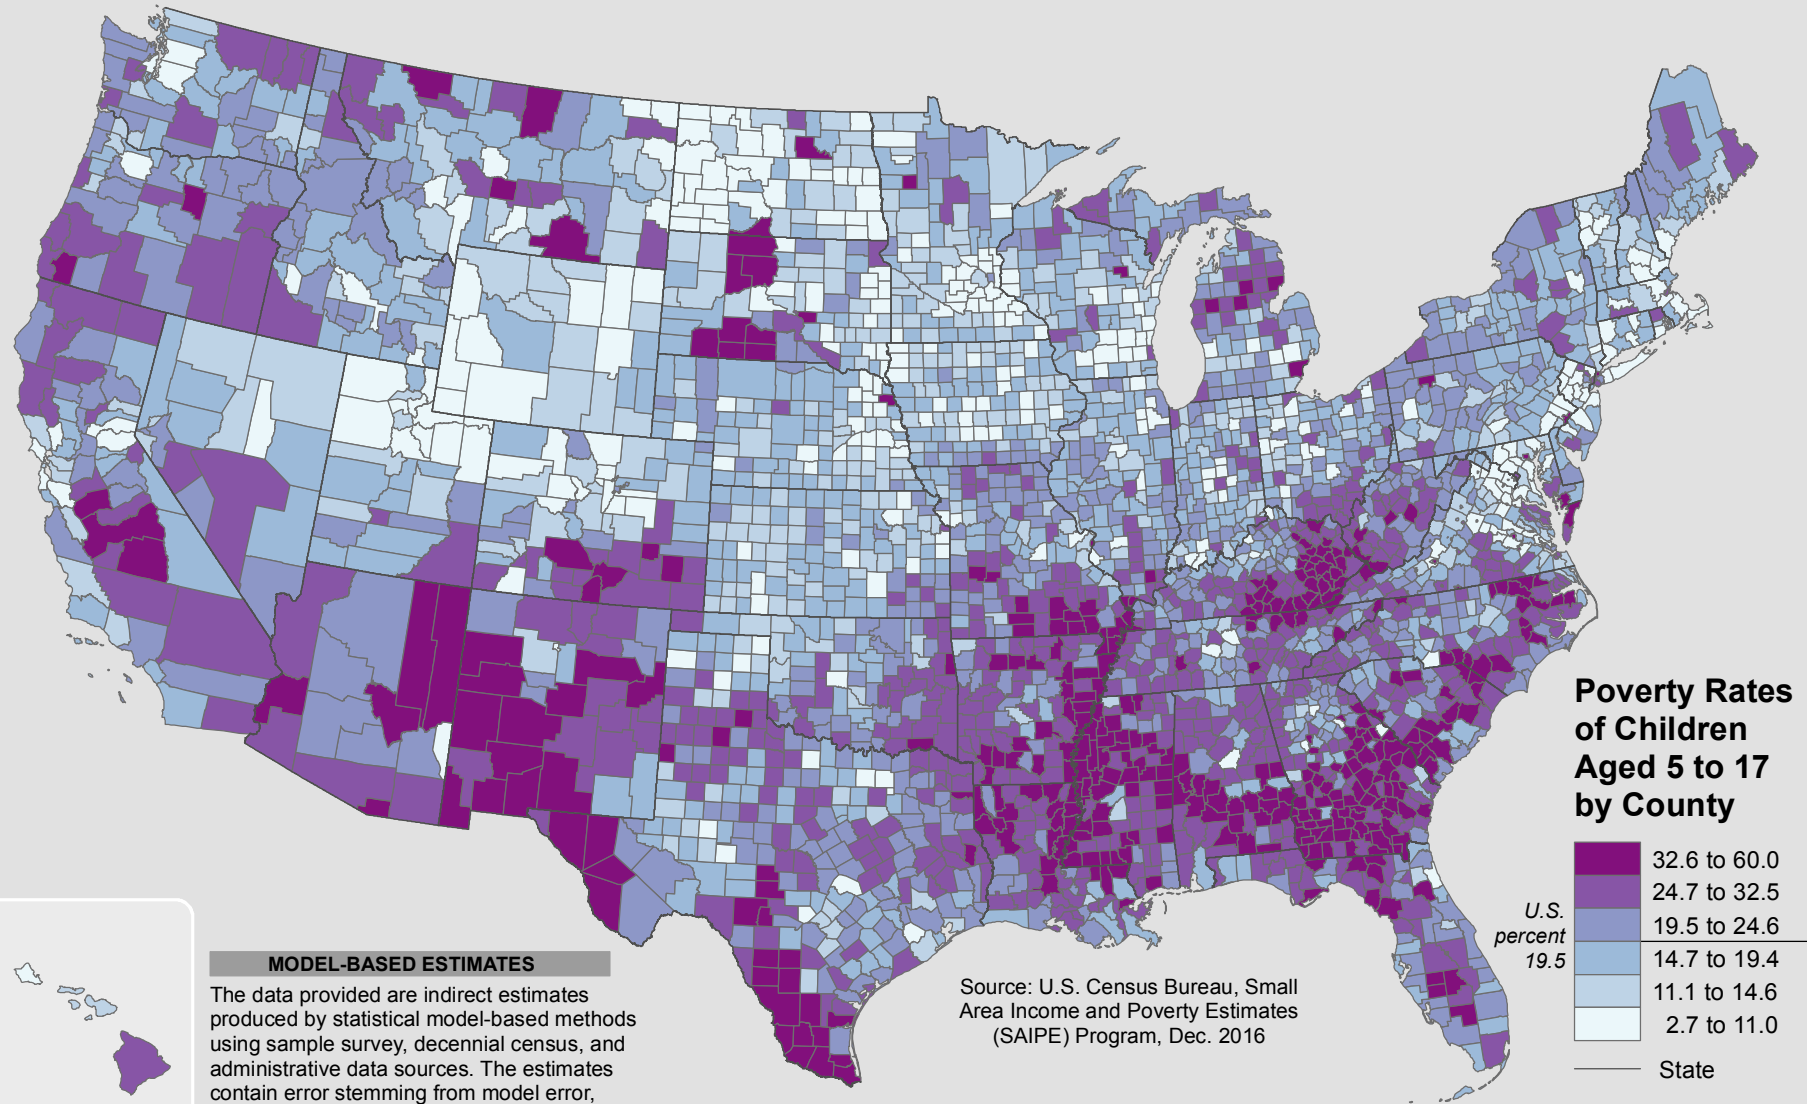 Poverty Rates
of Children
Aged 5 to 17
by County
32.6 to 60.0
24.7 to 32.5
19.5 to 24.6
14.7 to 19.4
11.1 to 14.6
2.7 to 11.0
State
U.S.
percent
19.5
MODEL-BASED ESTIMATES
The data provided are indirect estimates
produced by statistical model-based methods
using sample survey, decennial census, and
administrative data sources. The estimates
contain error stemming from model error,
Source: U.S. Census Bureau, Small
Area Income and Poverty Estimates
(SAIPE) Program, Dec. 2016